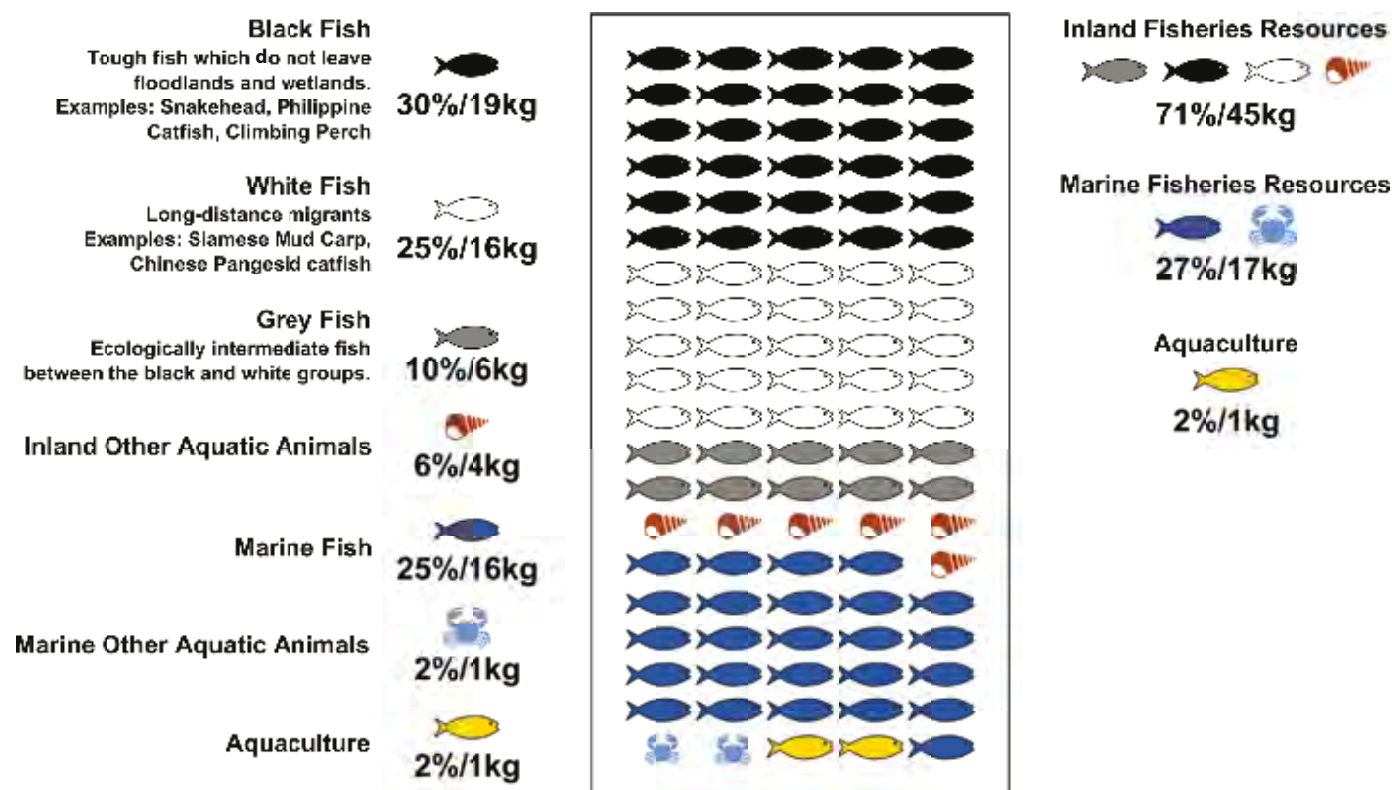 Black Fish
Tough fish which do not leave
floodlands and wetlands.
Examples: Snakehead, Philippine
Catfish, Climbing Perch
30%/19kg
White Fish
Long-distance migrants
Examples: Siamese Mud Carp,
Chinese Pangesid catfish
25%/16kg
Grey Fish
Ecologically intermediate fish
between the black and white groups.
10%/6kg
Inland Other Aquatic Animals
6%/4kg
Marine Fish
25%/16kg
Marine Other Aquatic Animals
2%/1kg
Aquaculture
2%/1kg
Inland Fisheries Resources
71%/45kg
Marine Fisheries Resources
27%/17kg
Aquaculture
2%/1kg